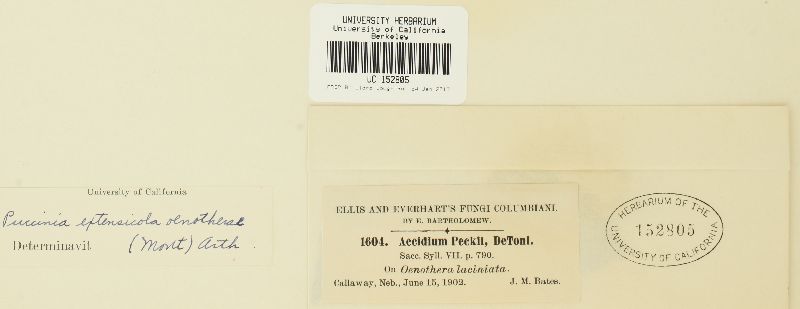 UNIVERSITY HERBARIUM
University of California
Berkeley
UC 152805
University of California
Puccinia extensicola oenotherae
Determinavit (Mont) Arth.
ELLIS AND EVERHART'S FUNGI COLUMBIANI.
BY E. BARTHOLOMEW.
1604. Aecidium Peckii, DeToni.
Sacc. Syll. VII. p. 790.
On Oenothera laciniata.
Callaway, Neb., June 15, 1902. J. M. Bates.
HERBARIUM OF THE
152805
UNIVERSITY OF CALIFORNIA